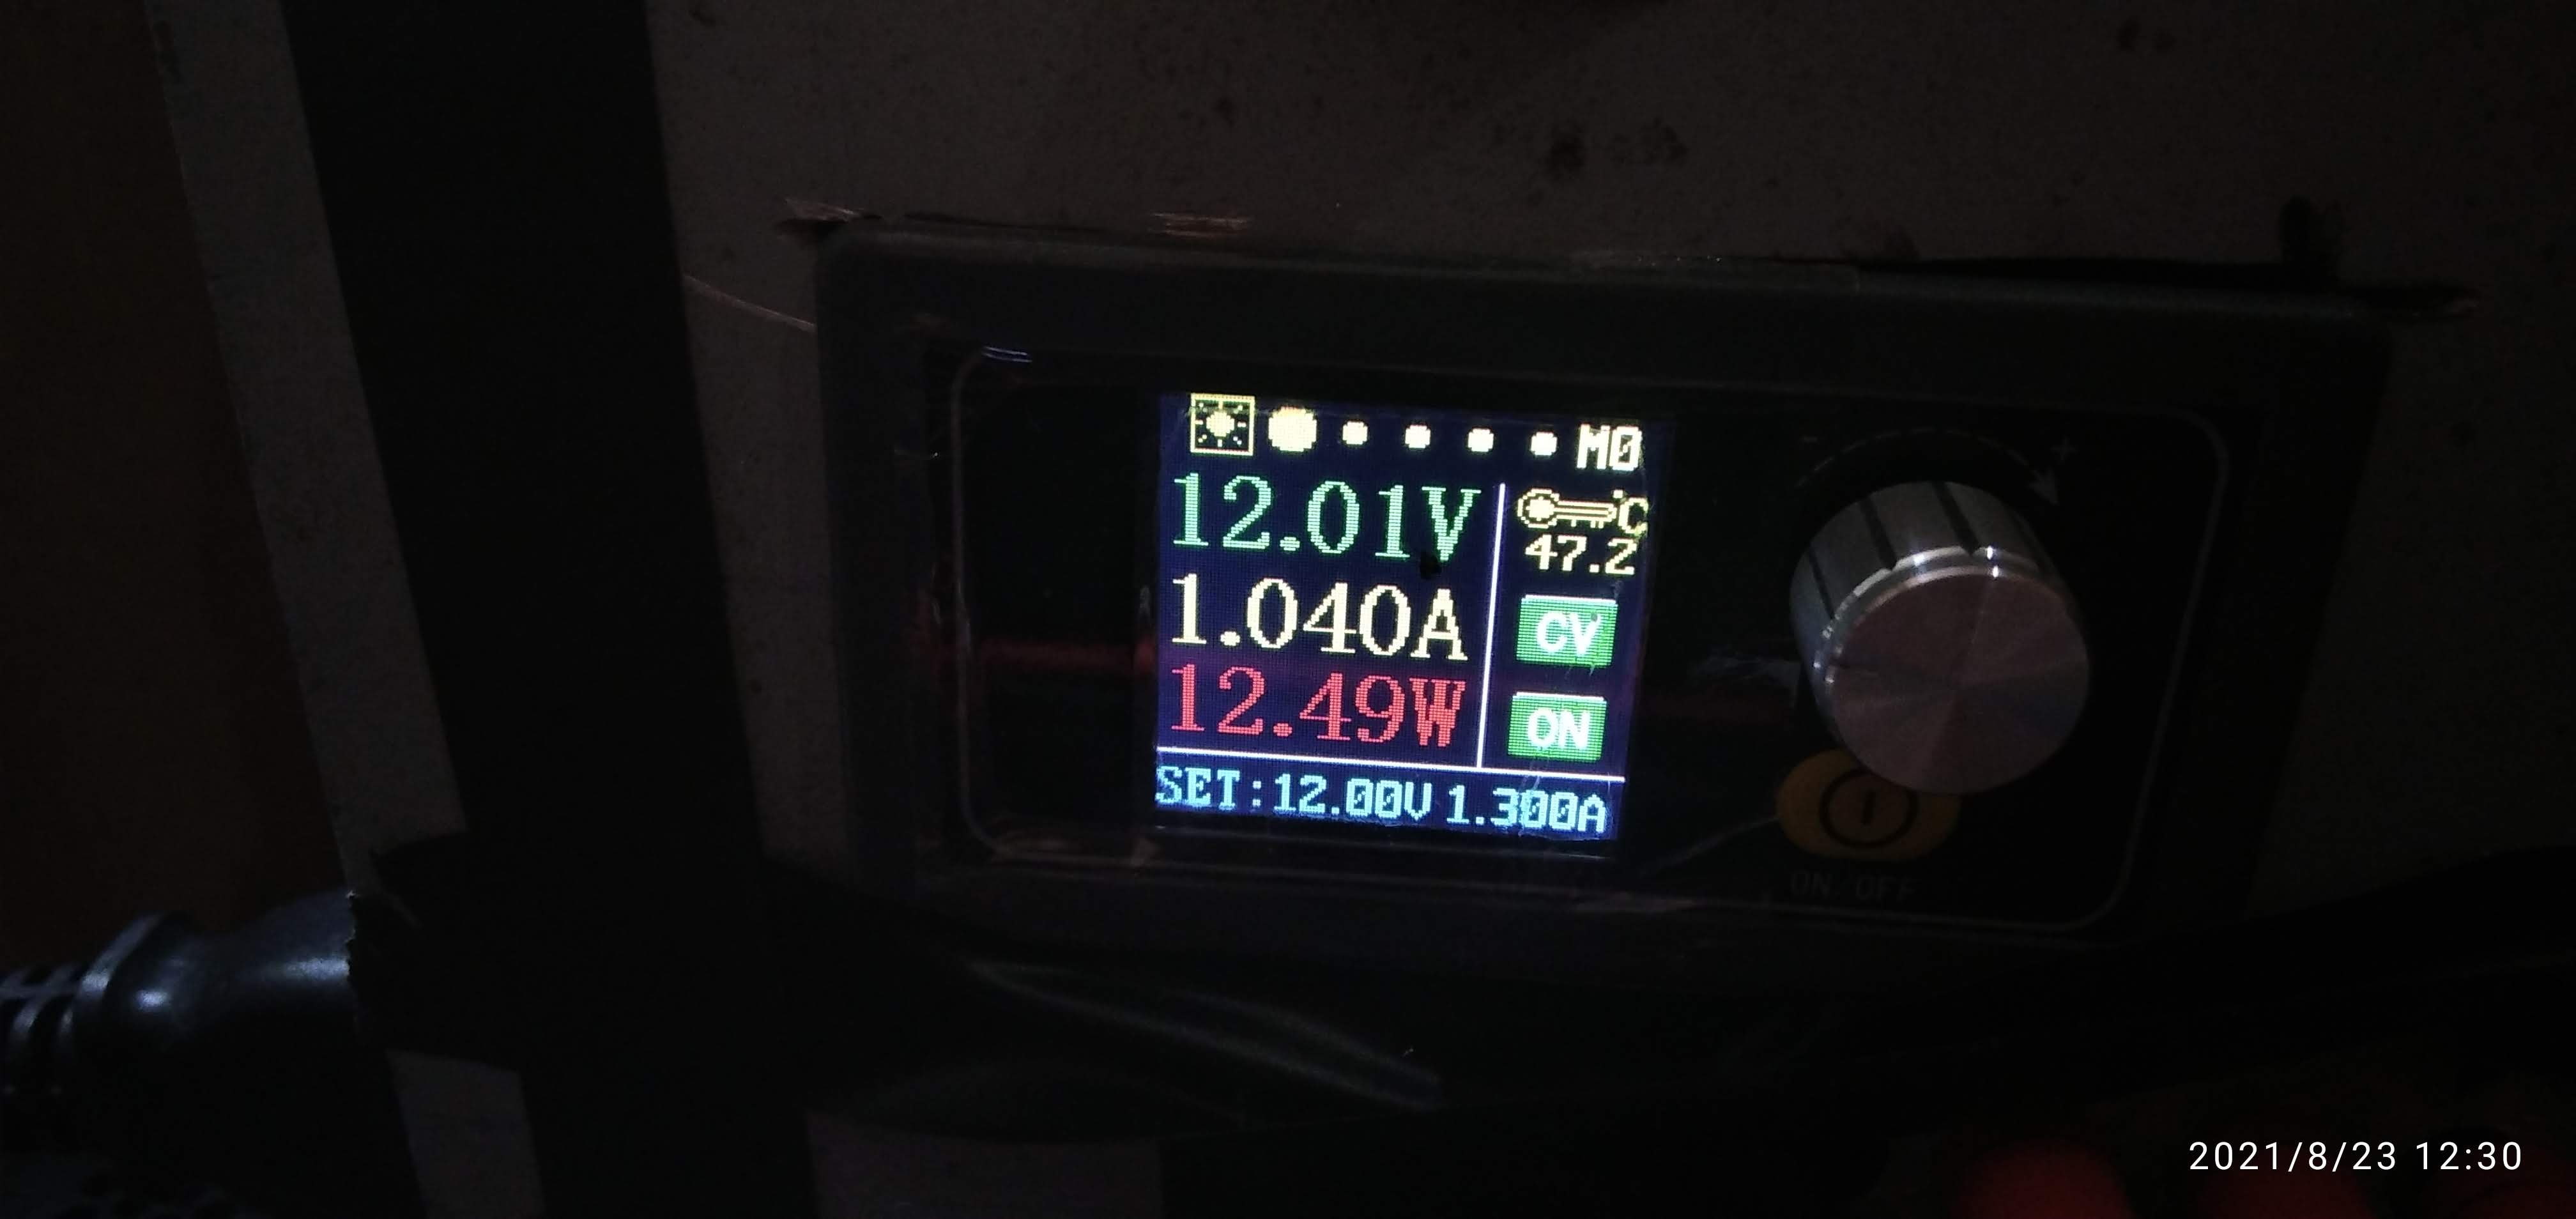 M0
12.01V
°C
47.2
1.040A
CV
12.49W
ON
SET:12.00V 1.300A
ON OFF
2021/8/23 12:30